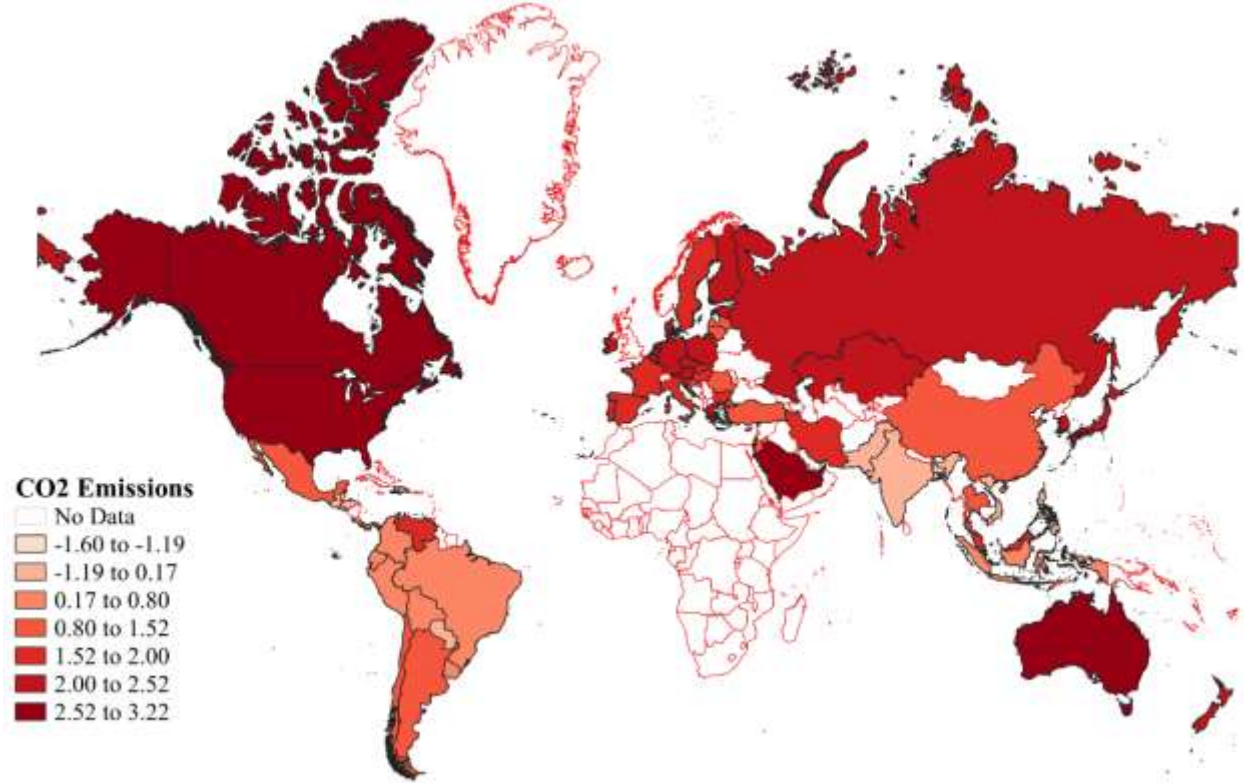 CO2 Emissions
No Data
-1.60 to -1.19
-1.19 to 0.17
0.17 to 0.80
0.80 to 1.52
1.52 to 2.00
2.00 to 2.52
2.52 to 3.22